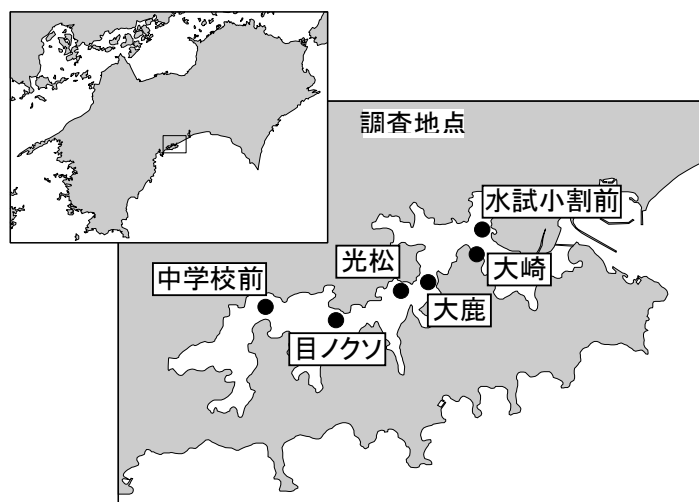 調査地点
水試小割前
光松
大崎
中学校前
大鹿
目ノクソ